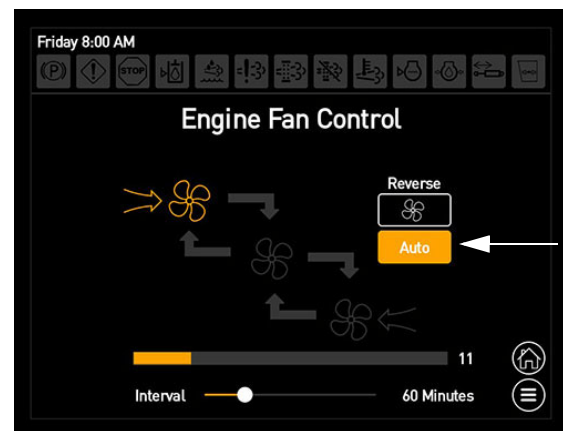 Friday 8:00 AM
(P) STOP
Engine Fan Control
Reverse
Auto
11
Interval 60 Minutes